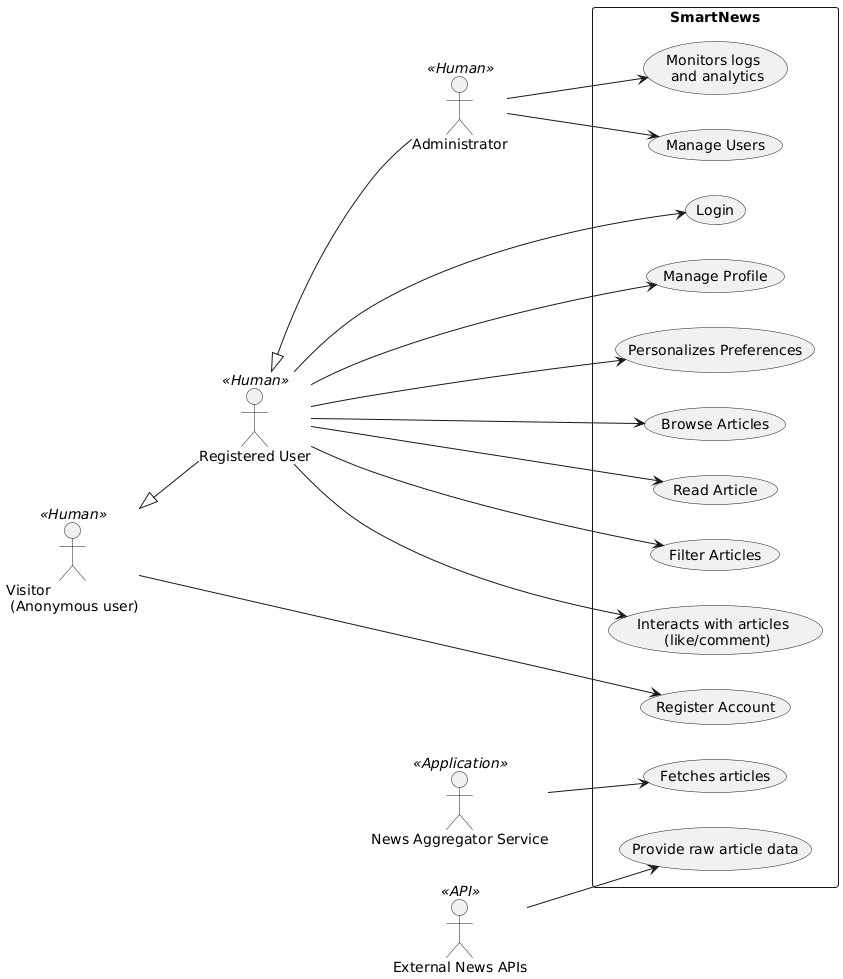 SmartNews
Monitors logs
and analytics
«Human»
Administrator
Manage Users
Login
Manage Profile
Personalizes Preferences
«Human»
Registered User
Browse Articles
Read Article
«Human»
Visitor
(Anonymous user)
Filter Articles
Interacts with articles
(like/comment)
Register Account
«Application»
News Aggregator Service
Fetches articles
Provide raw article data
«API»
External News APIs